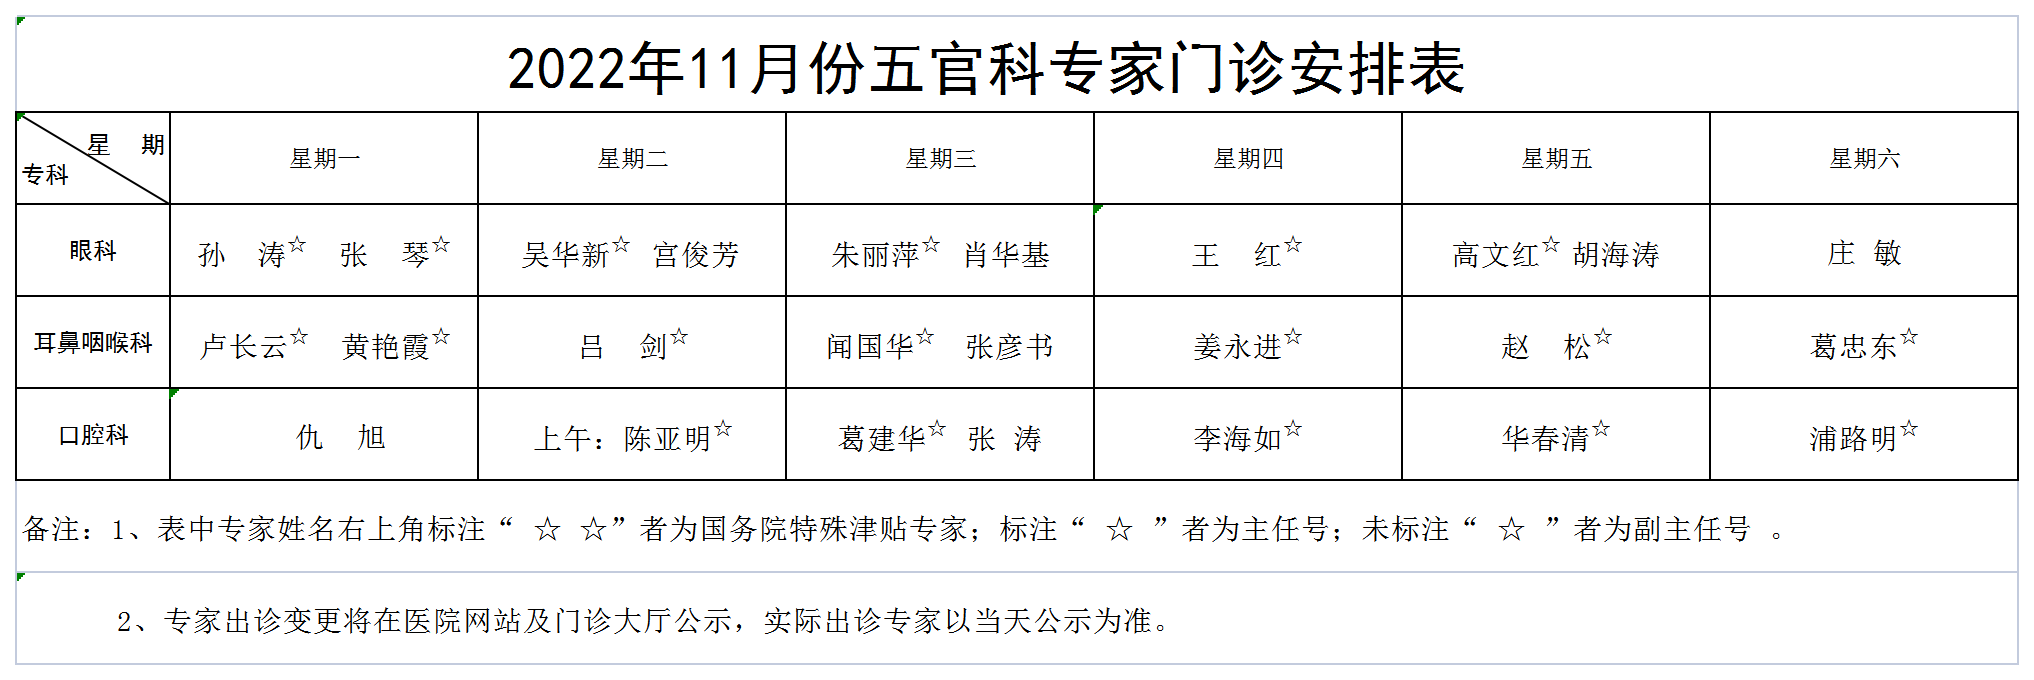 2022年11月份五官科专家门诊安排表
星 期
专科
星期一 星期二 星期三 星期四 星期五 星期六
眼科 孙 涛☆ 张 琴☆ 吴华新☆ 宫俊芳 朱丽萍☆ 肖华基 王 红☆ 高文红☆ 胡海涛 庄 敏
耳鼻咽喉科 卢长云☆ 黄艳霞☆ 吕 剑☆ 闻国华☆ 张彦书 姜永进☆ 赵 松☆ 葛忠东☆
口腔科 仇 旭 上午：陈亚明☆ 葛建华☆ 张 涛 李海如☆ 华春清☆ 浦路明☆
备注：1、表中专家姓名右上角标注“ ☆ ☆”者为国务院特殊津贴专家；标注“ ☆ ”者为主任号；未标注“ ☆ ”者为副主任号 。
2、专家出诊变更将在医院网站及门诊大厅公示，实际出诊专家以当天公示为准。